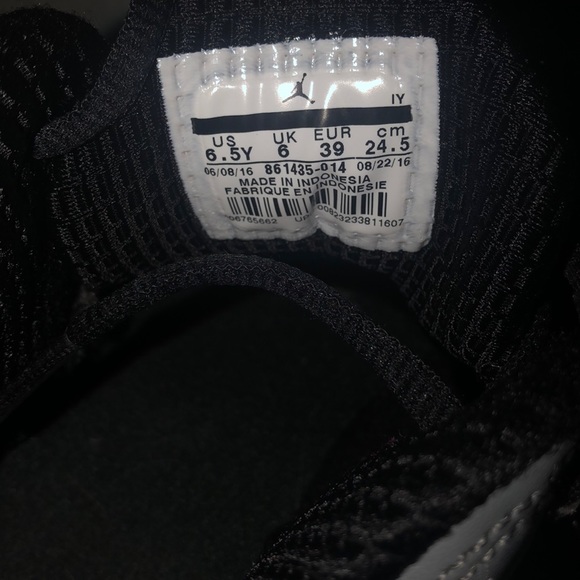 IY
US UK EUR cm
6.5Y 6 39 24.5
06/08/16 861435-014 08/22/16
MADE IN INDONESIA
FABRIQUE EN INDONESIE
00823233811607